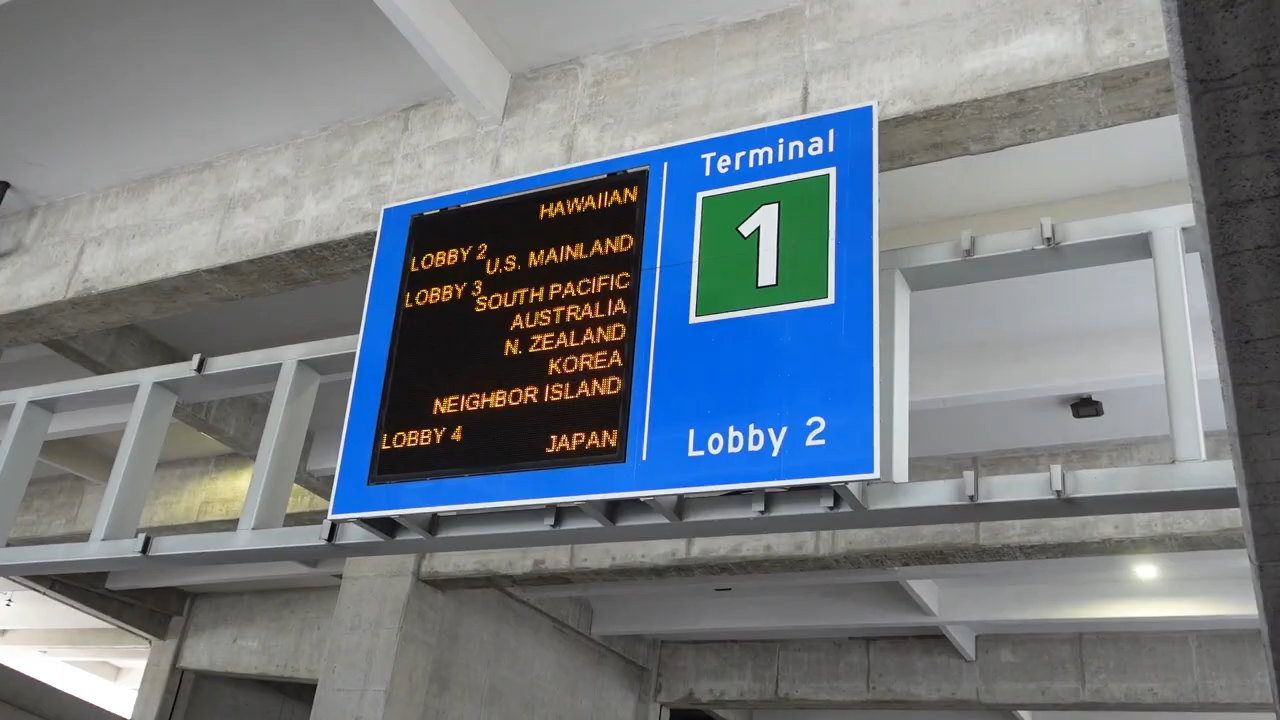 HAWAIIAN
LOBBY 2 U.S. MAINLAND
LOBBY 3 SOUTH PACIFIC
AUSTRALIA
N. ZEALAND
KOREA
NEIGHBOR ISLAND
LOBBY 4 JAPAN
Terminal
1
Lobby 2